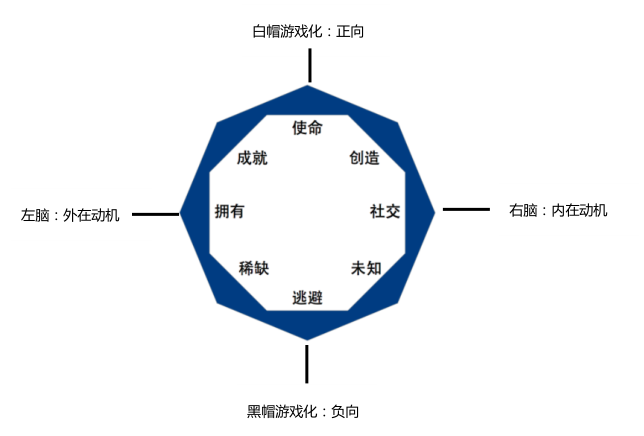 白帽游戏化：正向
使命
成就
创造
左脑：外在动机
拥有
社交
右脑：内在动机
稀缺
未知
逃避
黑帽游戏化：负向